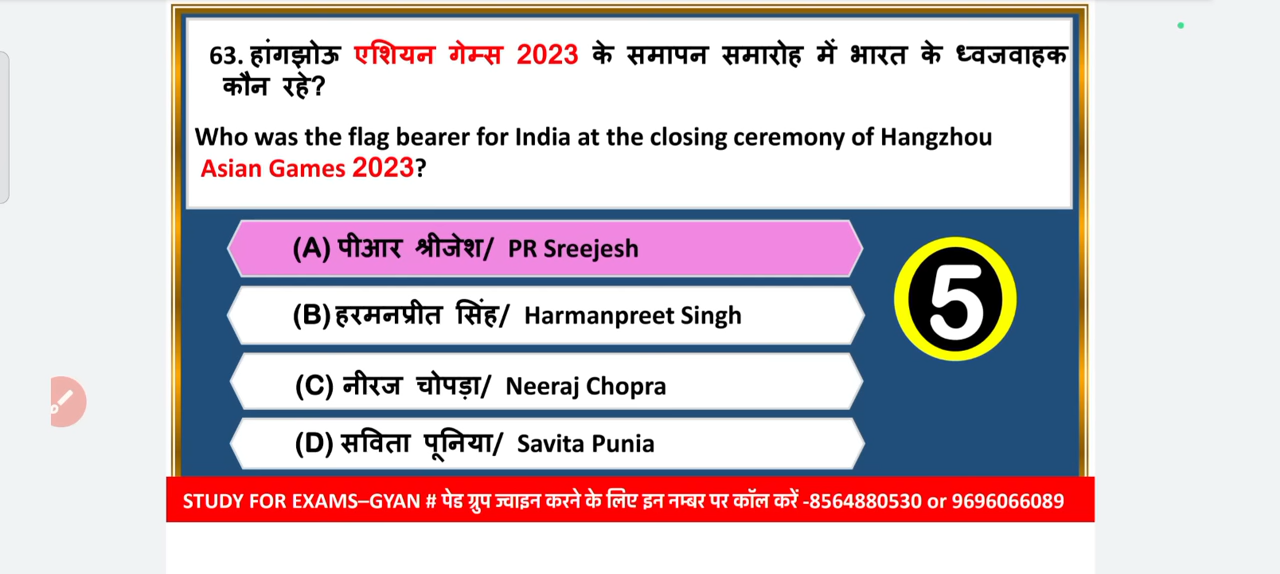 63. हांगझोऊ एशियन गेम्स 2023 के समापन समारोह में भारत के ध्वजवाहक
कौन रहे?
Who was the flag bearer for India at the closing ceremony of Hangzhou
Asian Games 2023?
(A) पीआर श्रीजेश/ PR Sreejesh
(B) हरमनप्रीत सिंह/ Harmanpreet Singh
(C) नीरज चोपड़ा/ Neeraj Chopra
(D) सविता पूनिया/ Savita Punia
5
STUDY FOR EXAMS–GYAN # पेड ग्रुप ज्वाइन करने के लिए इन नम्बर पर कॉल करें -8564880530 or 9696066089